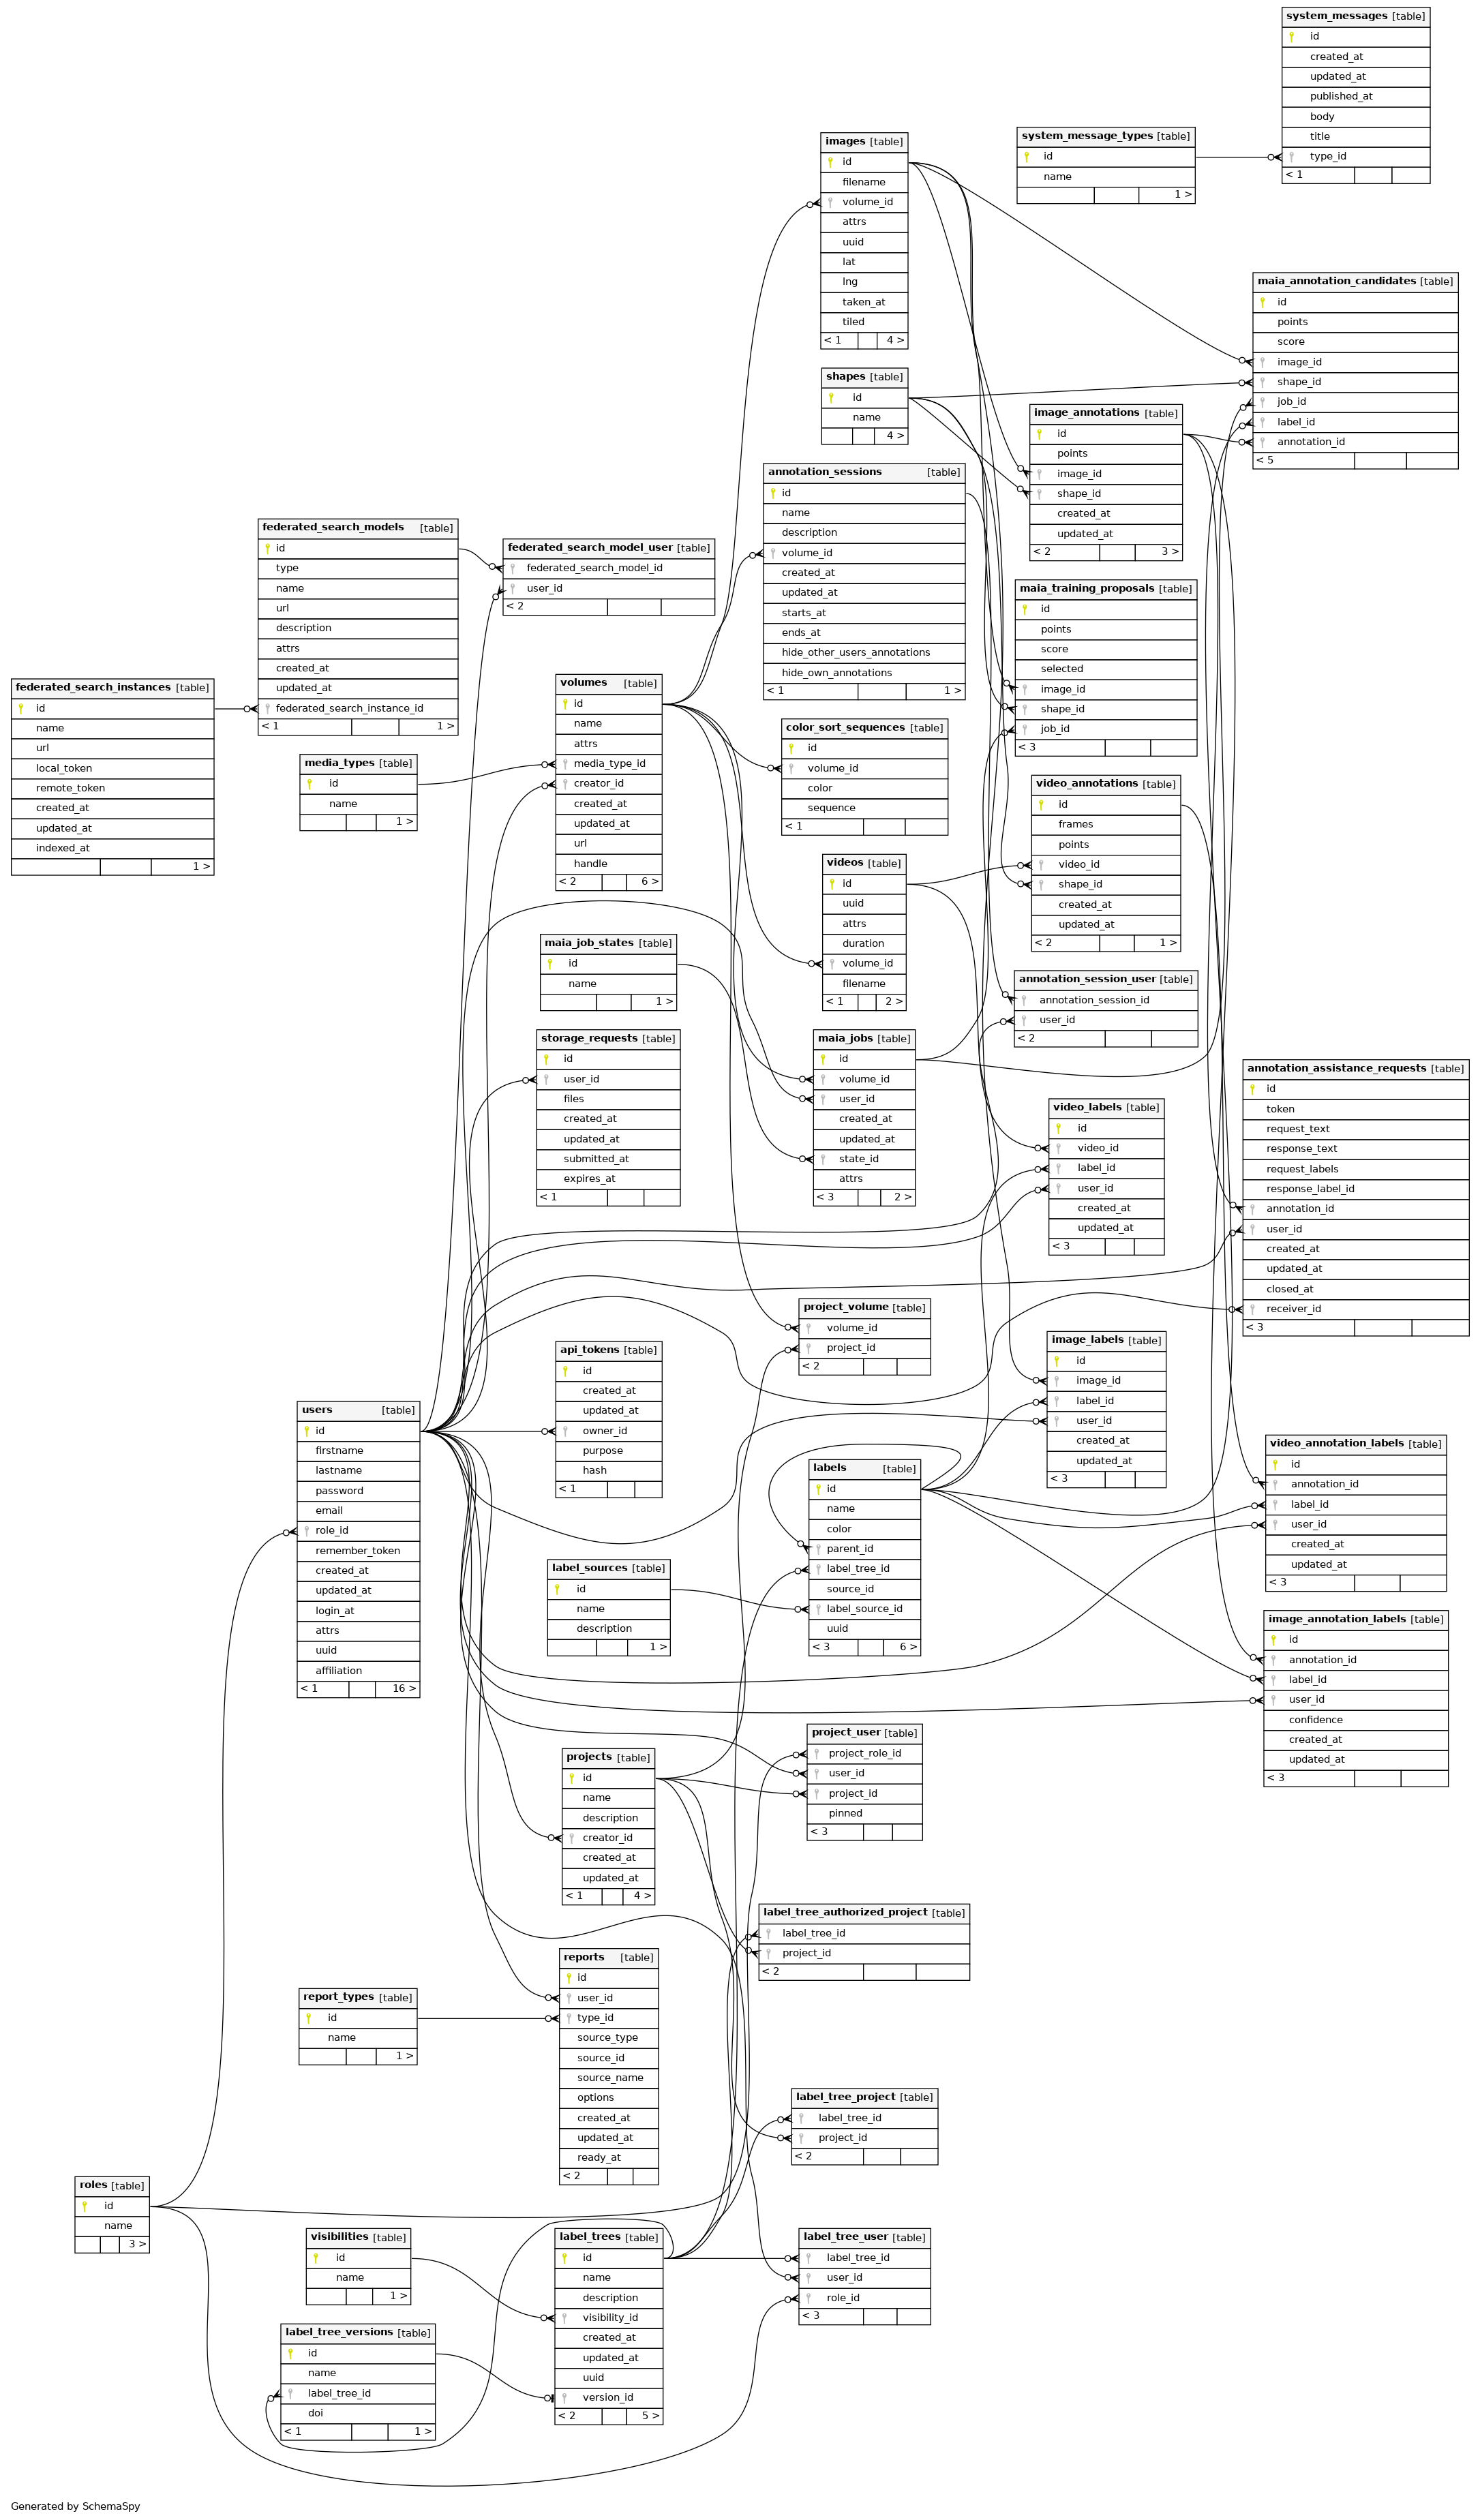 system_messages [table]
id
created_at
updated_at
published_at
body
title
type_id
< 1
system_message_types [table]
id
name
1 >
images [table]
id
filename
volume_id
attrs
uuid
lat
lng
taken_at
tiled
< 1 4 >
maia_annotation_candidates [table]
id
points
score
image_id
shape_id
job_id
label_id
annotation_id
< 5
shapes [table]
id
name
4 >
image_annotations [table]
id
points
image_id
shape_id
created_at
updated_at
< 2 3 >
annotation_sessions [table]
id
name
description
volume_id
created_at
updated_at
starts_at
ends_at
hide_other_users_annotations
hide_own_annotations
< 1 1 >
federated_search_models [table]
id
type
name
url
description
attrs
created_at
updated_at
federated_search_instance_id
< 1 1 >
federated_search_model_user [table]
federated_search_model_id
user_id
< 2
maia_training_proposals [table]
id
points
score
selected
image_id
shape_id
job_id
< 3
federated_search_instances [table]
id
name
url
local_token
remote_token
created_at
updated_at
indexed_at
1 >
volumes [table]
id
name
attrs
media_type_id
creator_id
created_at
updated_at
url
handle
< 2 6 >
color_sort_sequences [table]
id
volume_id
color
sequence
< 1
media_types [table]
id
name
1 >
video_annotations [table]
id
frames
points
video_id
shape_id
created_at
updated_at
< 2 1 >
videos [table]
id
uuid
attrs
duration
volume_id
filename
< 1 2 >
maia_job_states [table]
id
name
1 >
annotation_session_user [table]
annotation_session_id
user_id
< 2
storage_requests [table]
id
user_id
files
created_at
updated_at
submitted_at
expires_at
< 1
maia_jobs [table]
id
volume_id
user_id
created_at
updated_at
state_id
attrs
< 3 2 >
annotation_assistance_requests [table]
id
token
request_text
response_text
request_labels
response_label_id
annotation_id
user_id
created_at
updated_at
closed_at
receiver_id
< 3
video_labels [table]
id
video_id
label_id
user_id
created_at
updated_at
< 3
project_volume [table]
volume_id
project_id
< 2
image_labels [table]
id
image_id
label_id
user_id
created_at
updated_at
< 3
api_tokens [table]
id
created_at
updated_at
owner_id
purpose
hash
< 1
users [table]
id
firstname
lastname
password
email
role_id
remember_token
created_at
updated_at
login_at
attrs
uuid
affiliation
< 1 16 >
video_annotation_labels [table]
id
annotation_id
label_id
user_id
created_at
updated_at
< 3
labels [table]
id
name
color
parent_id
label_tree_id
source_id
label_source_id
uuid
< 3 6 >
label_sources [table]
id
name
description
1 >
image_annotation_labels [table]
id
annotation_id
label_id
user_id
confidence
created_at
updated_at
< 3
project_user [table]
project_role_id
user_id
project_id
pinned
< 3
projects [table]
id
name
description
creator_id
created_at
updated_at
< 1 4 >
label_tree_authorized_project [table]
label_tree_id
project_id
< 2
reports [table]
id
user_id
type_id
source_type
source_id
source_name
options
created_at
updated_at
ready_at
< 2
report_types [table]
id
name
1 >
label_tree_project [table]
label_tree_id
project_id
< 2
roles [table]
id
name
3 >
visibilities [table]
id
name
1 >
label_trees [table]
id
name
description
visibility_id
created_at
updated_at
uuid
version_id
< 2 5 >
label_tree_user [table]
label_tree_id
user_id
role_id
< 3
label_tree_versions [table]
id
name
label_tree_id
doi
< 1 1 >
Generated by SchemaSpy